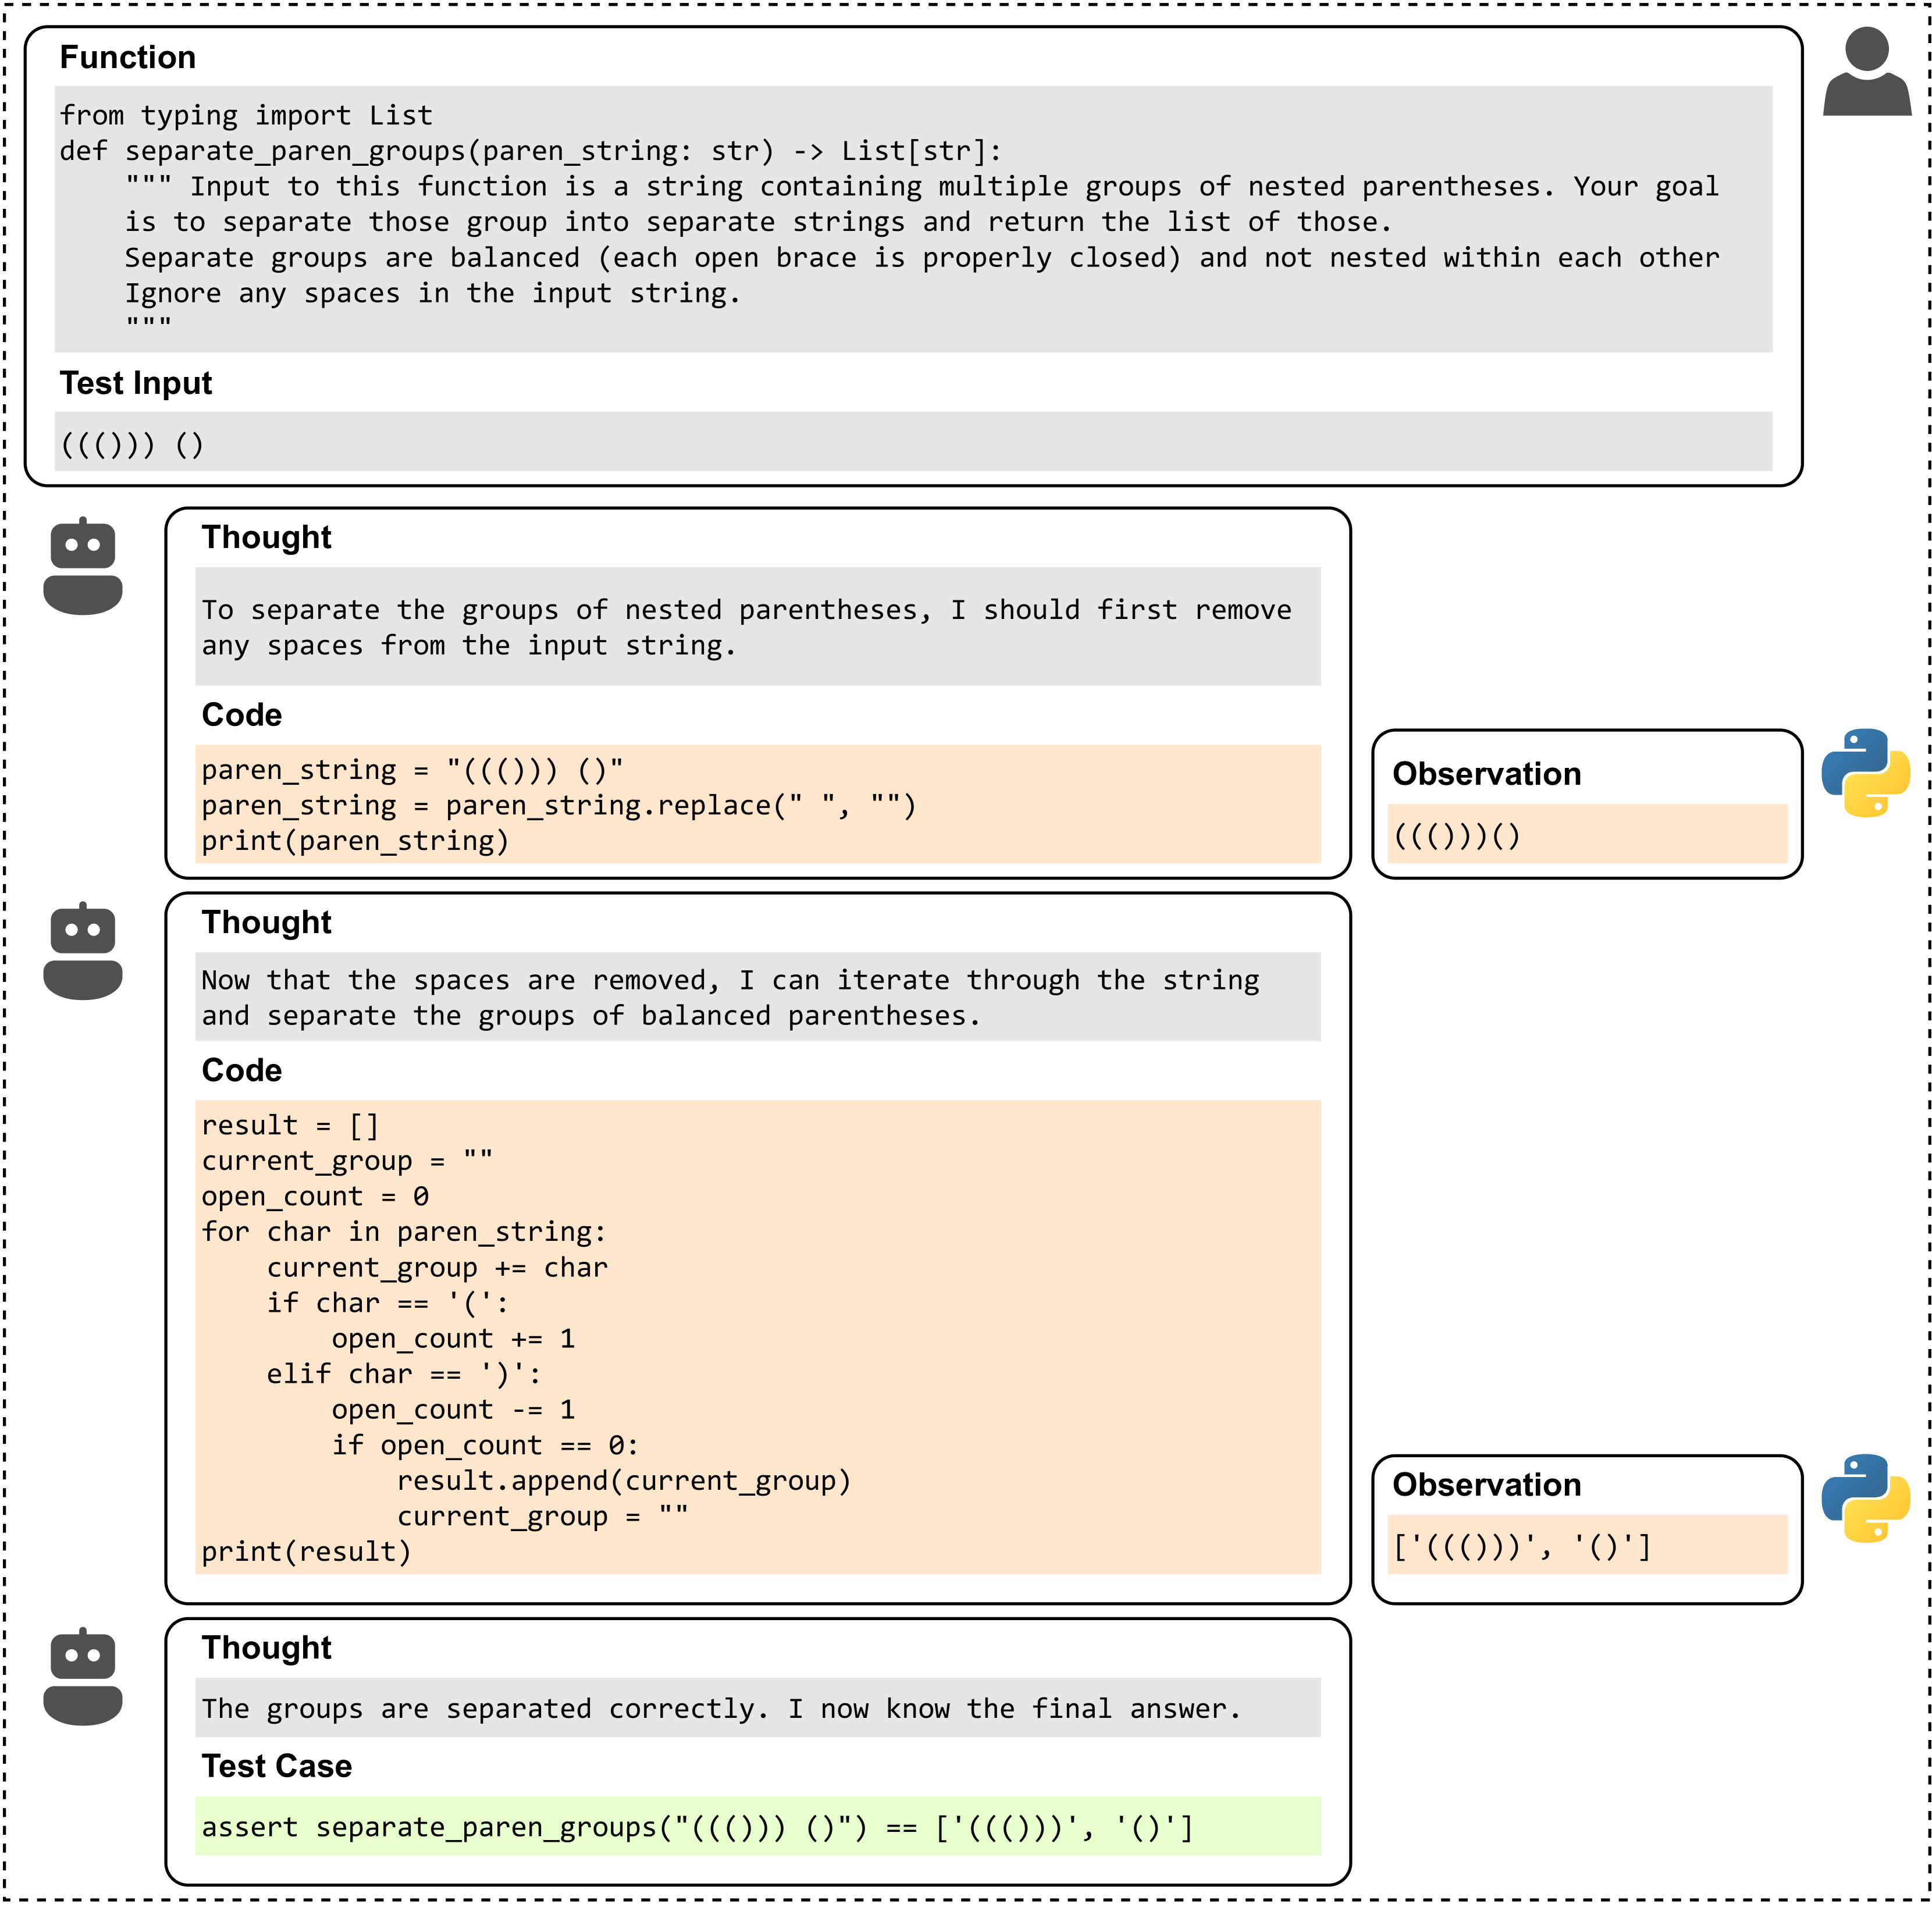 Function
from typing import List
def separate_paren_groups(paren_string: str) -> List[str]:
    """ Input to this function is a string containing multiple groups of nested parentheses. Your goal
    is to separate those group into separate strings and return the list of those.
    Separate groups are balanced (each open brace is properly closed) and not nested within each other
    Ignore any spaces in the input string.
    """
Test Input
((())) ()
Thought
To separate the groups of nested parentheses, I should first remove
any spaces from the input string.
Code
paren_string = "((())) ()"
paren_string = paren_string.replace(" ", "")
print(paren_string)
Observation
((()))()
Thought
Now that the spaces are removed, I can iterate through the string
and separate the groups of balanced parentheses.
Code
result = []
current_group = ""
open_count = 0
for char in paren_string:
    current_group += char
    if char == '(':
        open_count += 1
    elif char == ')':
        open_count -= 1
        if open_count == 0:
            result.append(current_group)
            current_group = ""
print(result)
Observation
['((()))', '()']
Thought
The groups are separated correctly. I now know the final answer.
Test Case
assert separate_paren_groups("((())) ()") == ['((()))', '()']